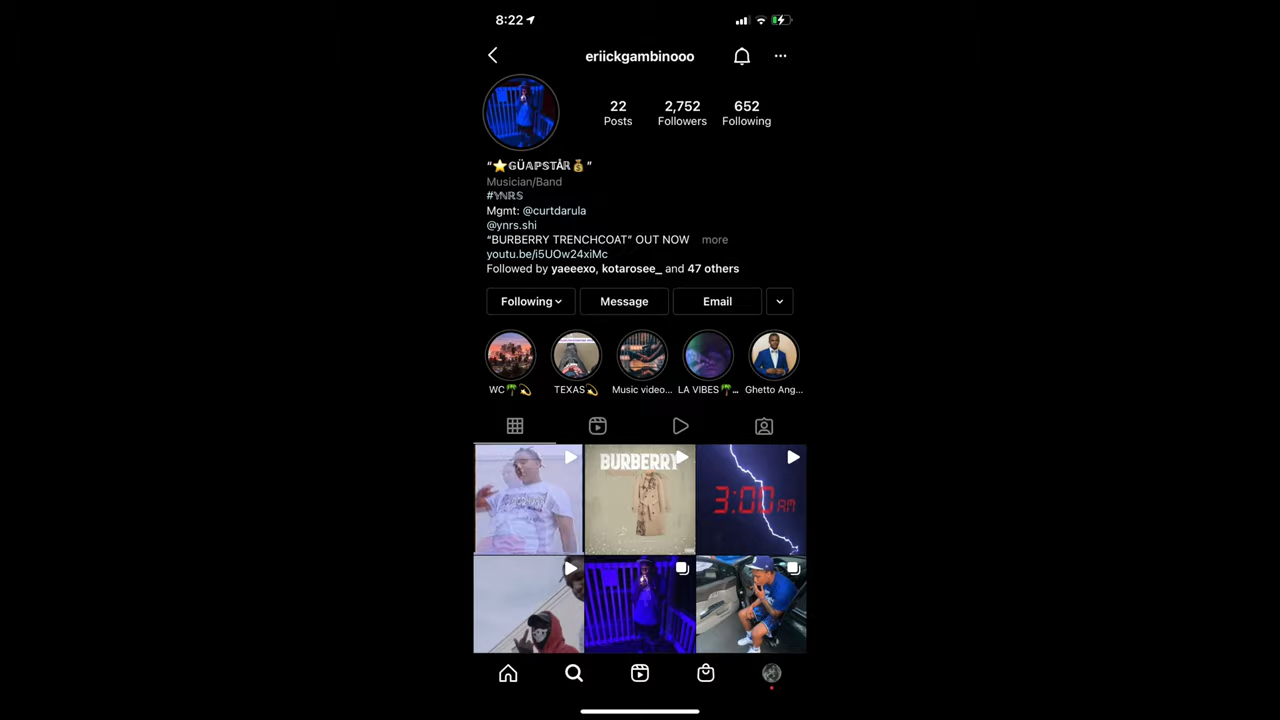 8:22
eriickgambinooo
22
Posts
2,752
Followers
652
Following
“⭐𝔾Ü𝔸ℙ𝕊𝕋Åℝ💰”
Musician/Band
#𝕐ℕℝ𝕊
Mgmt: @curtdarula
@ynrs.shi
“BURBERRY TRENCHCOAT” OUT NOW more
youtu.be/i5UOw24xiMc
Followed by yaeeexo, kotarosee_ and 47 others
Following
Message
Email
WC🌴💫
TEXAS💫
Music video...
LA VIBES🌴...
Ghetto Ang...
BURBERRY
3:00 AM